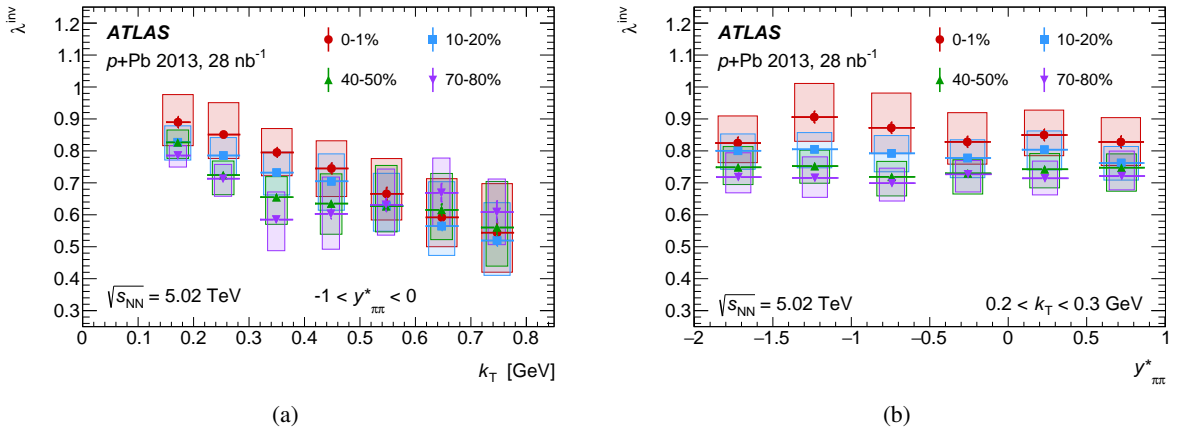 λ^inv
ATLAS
p+Pb 2013, 28 nb⁻¹
0-1%
10-20%
40-50%
70-80%
1.2
1.1
1
0.9
0.8
0.7
0.6
0.5
0.4
0.3
√s_NN = 5.02 TeV
-1 < y*_ππ < 0
0 0.1 0.2 0.3 0.4 0.5 0.6 0.7 0.8
k_T [GeV]
(a)
λ^inv
ATLAS
p+Pb 2013, 28 nb⁻¹
0-1%
10-20%
40-50%
70-80%
1.2
1.1
1
0.9
0.8
0.7
0.6
0.5
0.4
0.3
√s_NN = 5.02 TeV
0.2 < k_T < 0.3 GeV
−2 −1.5 −1 −0.5 0 0.5 1
y*_ππ
(b)